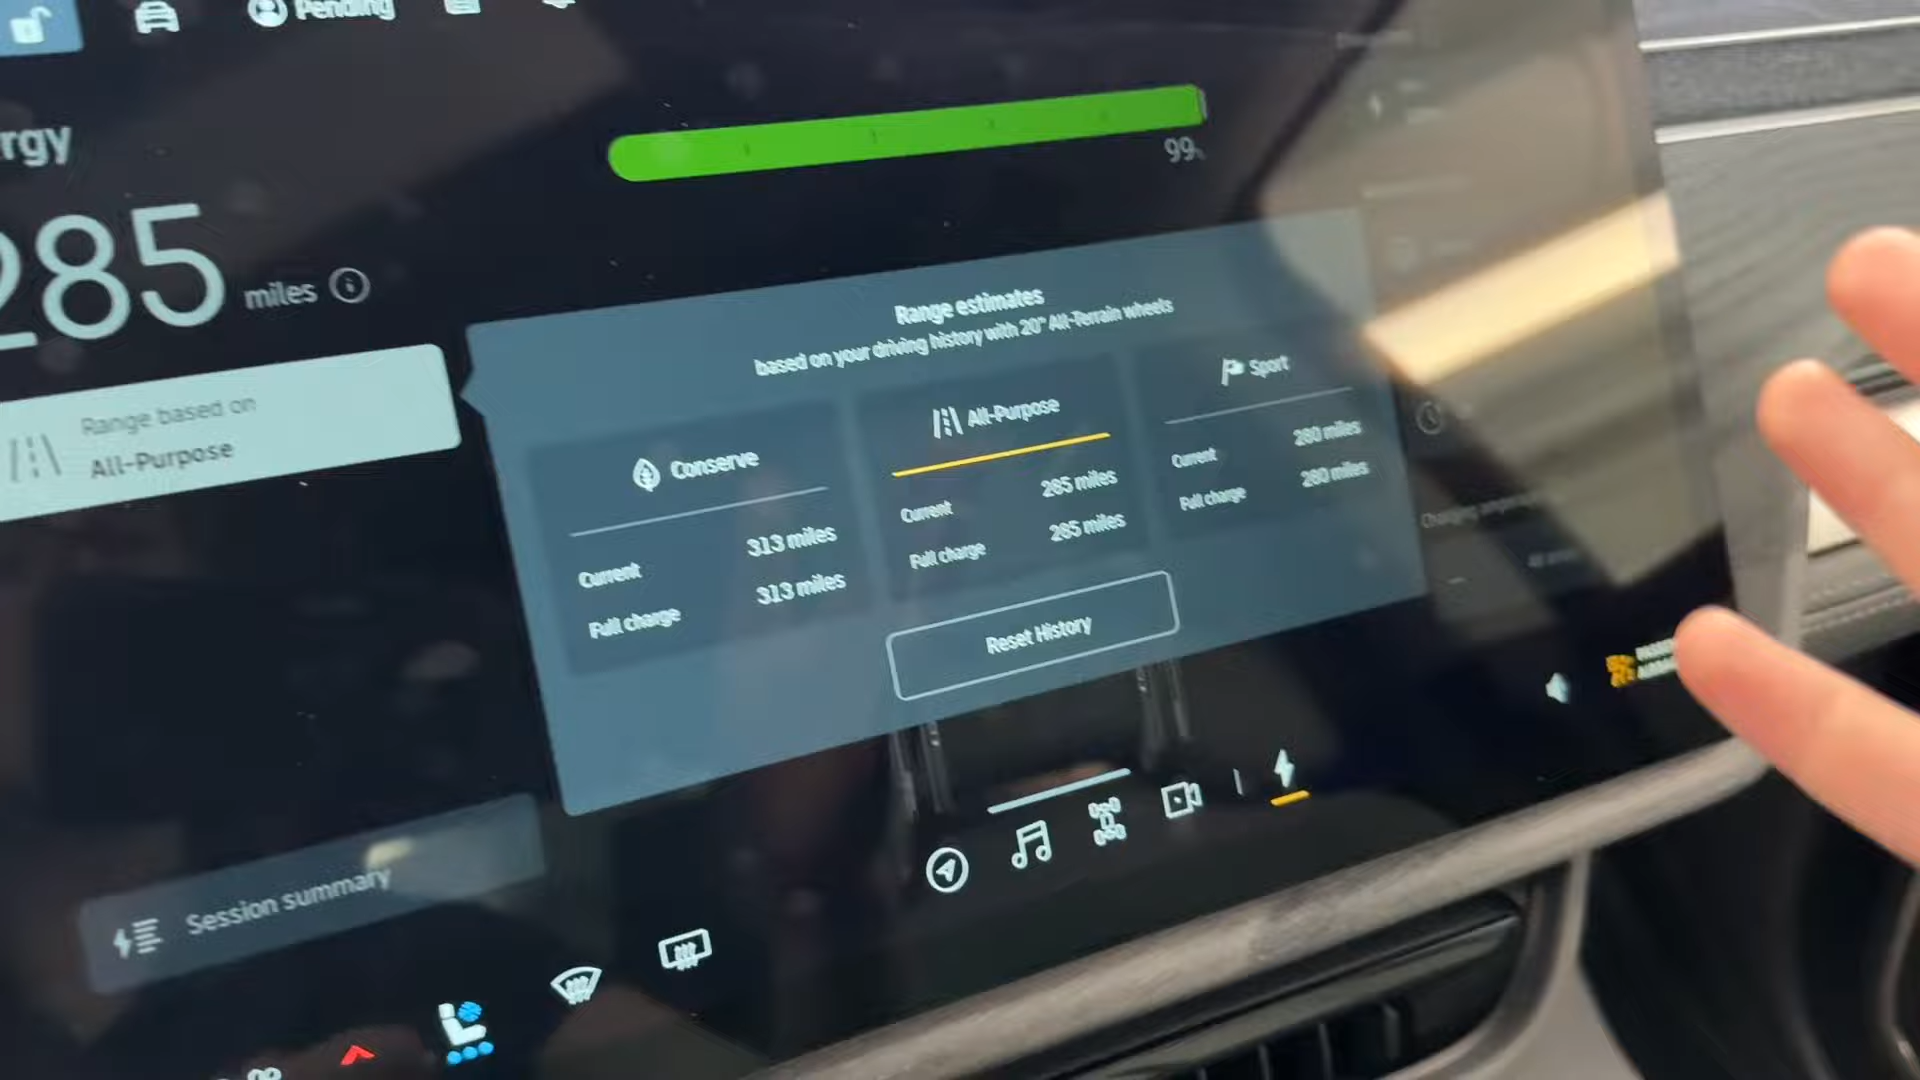 Pending
rgy
285 miles
99%
Range based on
All-Purpose
Range estimates
based on your driving history with 20" All-Terrain wheels
Conserve
Current 313 miles
Full charge 313 miles
All-Purpose
Current 285 miles
Full charge 285 miles
Sport
Current 280 miles
Full charge 280 miles
Reset History
Session summary